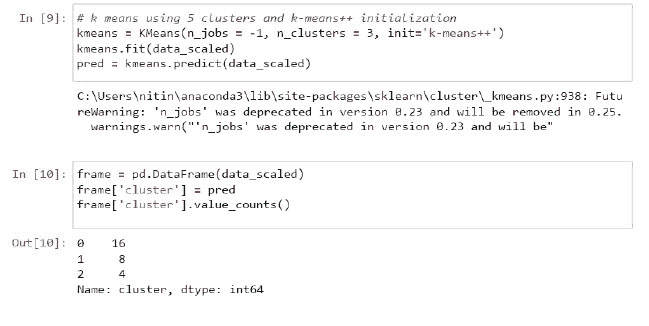 In [9]: # k means using 5 clusters and k-means++ initialization
kmeans = KMeans(n_jobs = -1, n_clusters = 3, init='k-means++')
kmeans.fit(data_scaled)
pred = kmeans.predict(data_scaled)
C:\Users\nitin\anaconda3\lib\site-packages\sklearn\cluster\_kmeans.py:938: Futu
reWarning: 'n_jobs' was deprecated in version 0.23 and will be removed in 0.25.
warnings.warn("'n_jobs' was deprecated in version 0.23 and will be"
In [10]: frame = pd.DataFrame(data_scaled)
frame['cluster'] = pred
frame['cluster'].value_counts()
Out[10]: 0 16
1 8
2 4
Name: cluster, dtype: int64